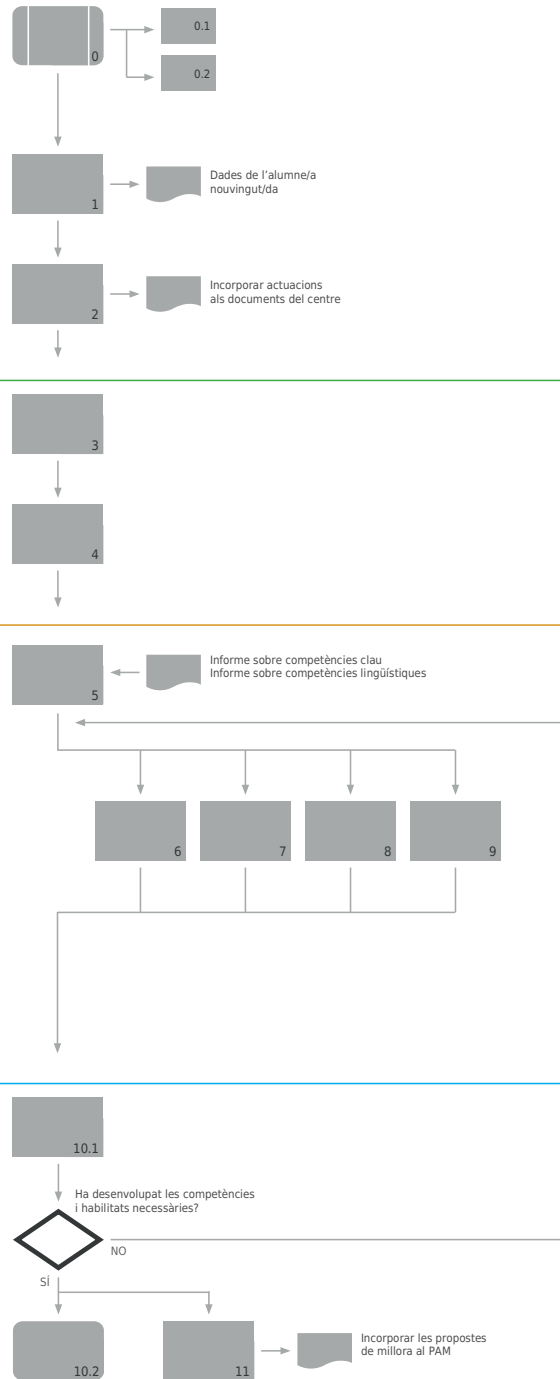 0
0.1
0.2
1
Dades de l’alumne/a
nouvingut/da
2
Incorporar actuacions
als documents del centre
3
4
5
Informe sobre competències clau
Informe sobre competències lingüístiques
6
7
8
9
10.1
Ha desenvolupat les competències
i habilitats necessàries?
NO
SÍ
10.2
11
Incorporar les propostes
de millora al PAM